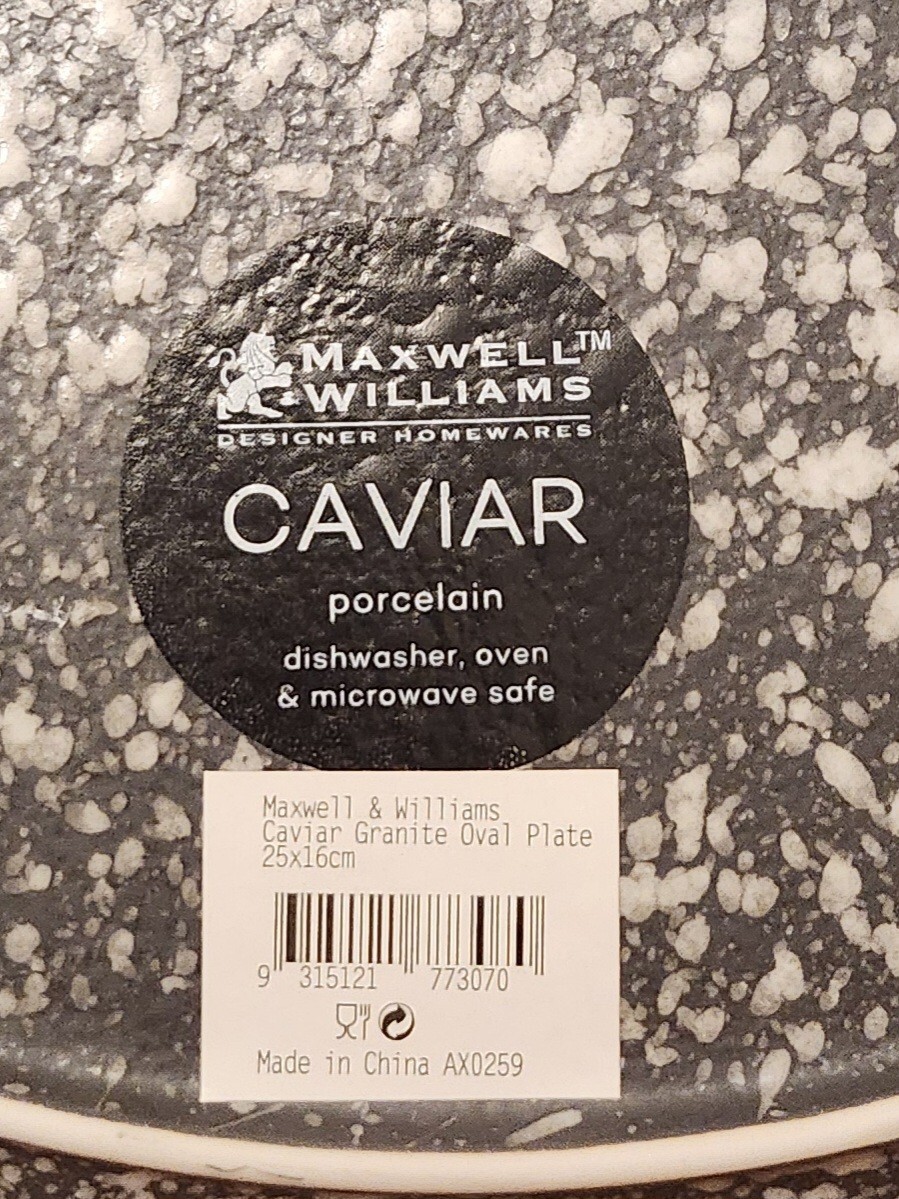 MAXWELL™
WILLIAMS
DESIGNER HOMEWARES
CAVIAR
porcelain
dishwasher, oven
& microwave safe
Maxwell & Williams
Caviar Granite Oval Plate
25x16cm
9 315121 773070
Made in China AX0259